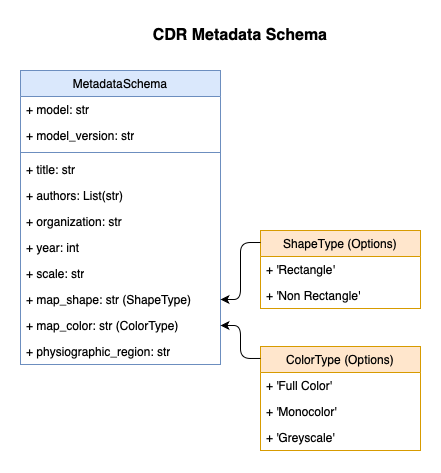 CDR Metadata Schema
MetadataSchema
+ model: str
+ model_version: str
+ title: str
+ authors: List(str)
+ organization: str
+ year: int
+ scale: str
+ map_shape: str (ShapeType)
+ map_color: str (ColorType)
+ physiographic_region: str
ShapeType (Options)
+ 'Rectangle'
+ 'Non Rectangle'
ColorType (Options)
+ 'Full Color'
+ 'Monocolor'
+ 'Greyscale'